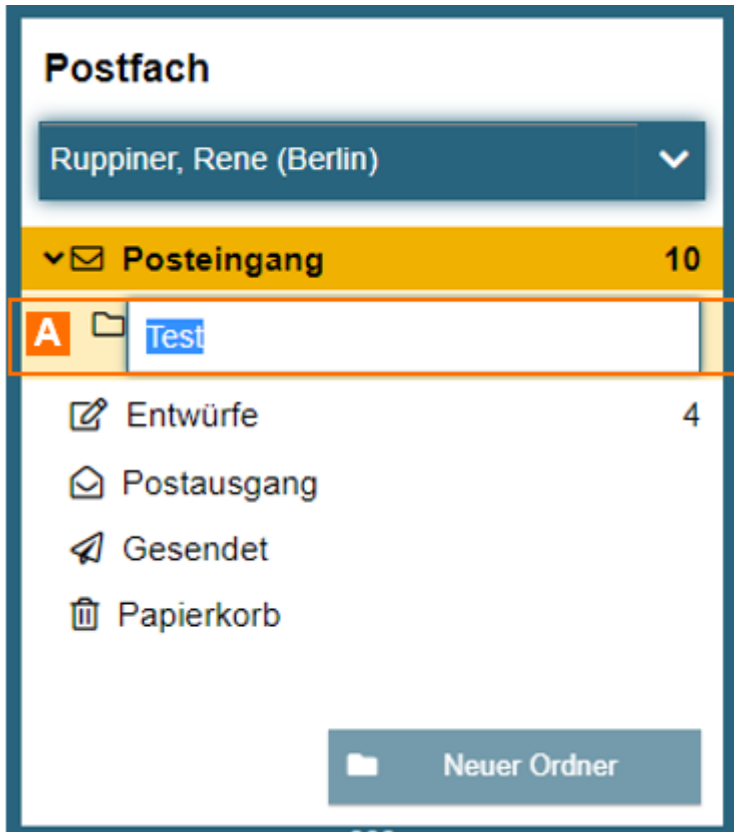 Postfach
Ruppiner, Rene (Berlin)
Posteingang 10
A Test
Entwürfe 4
Postausgang
Gesendet
Papierkorb
Neuer Ordner